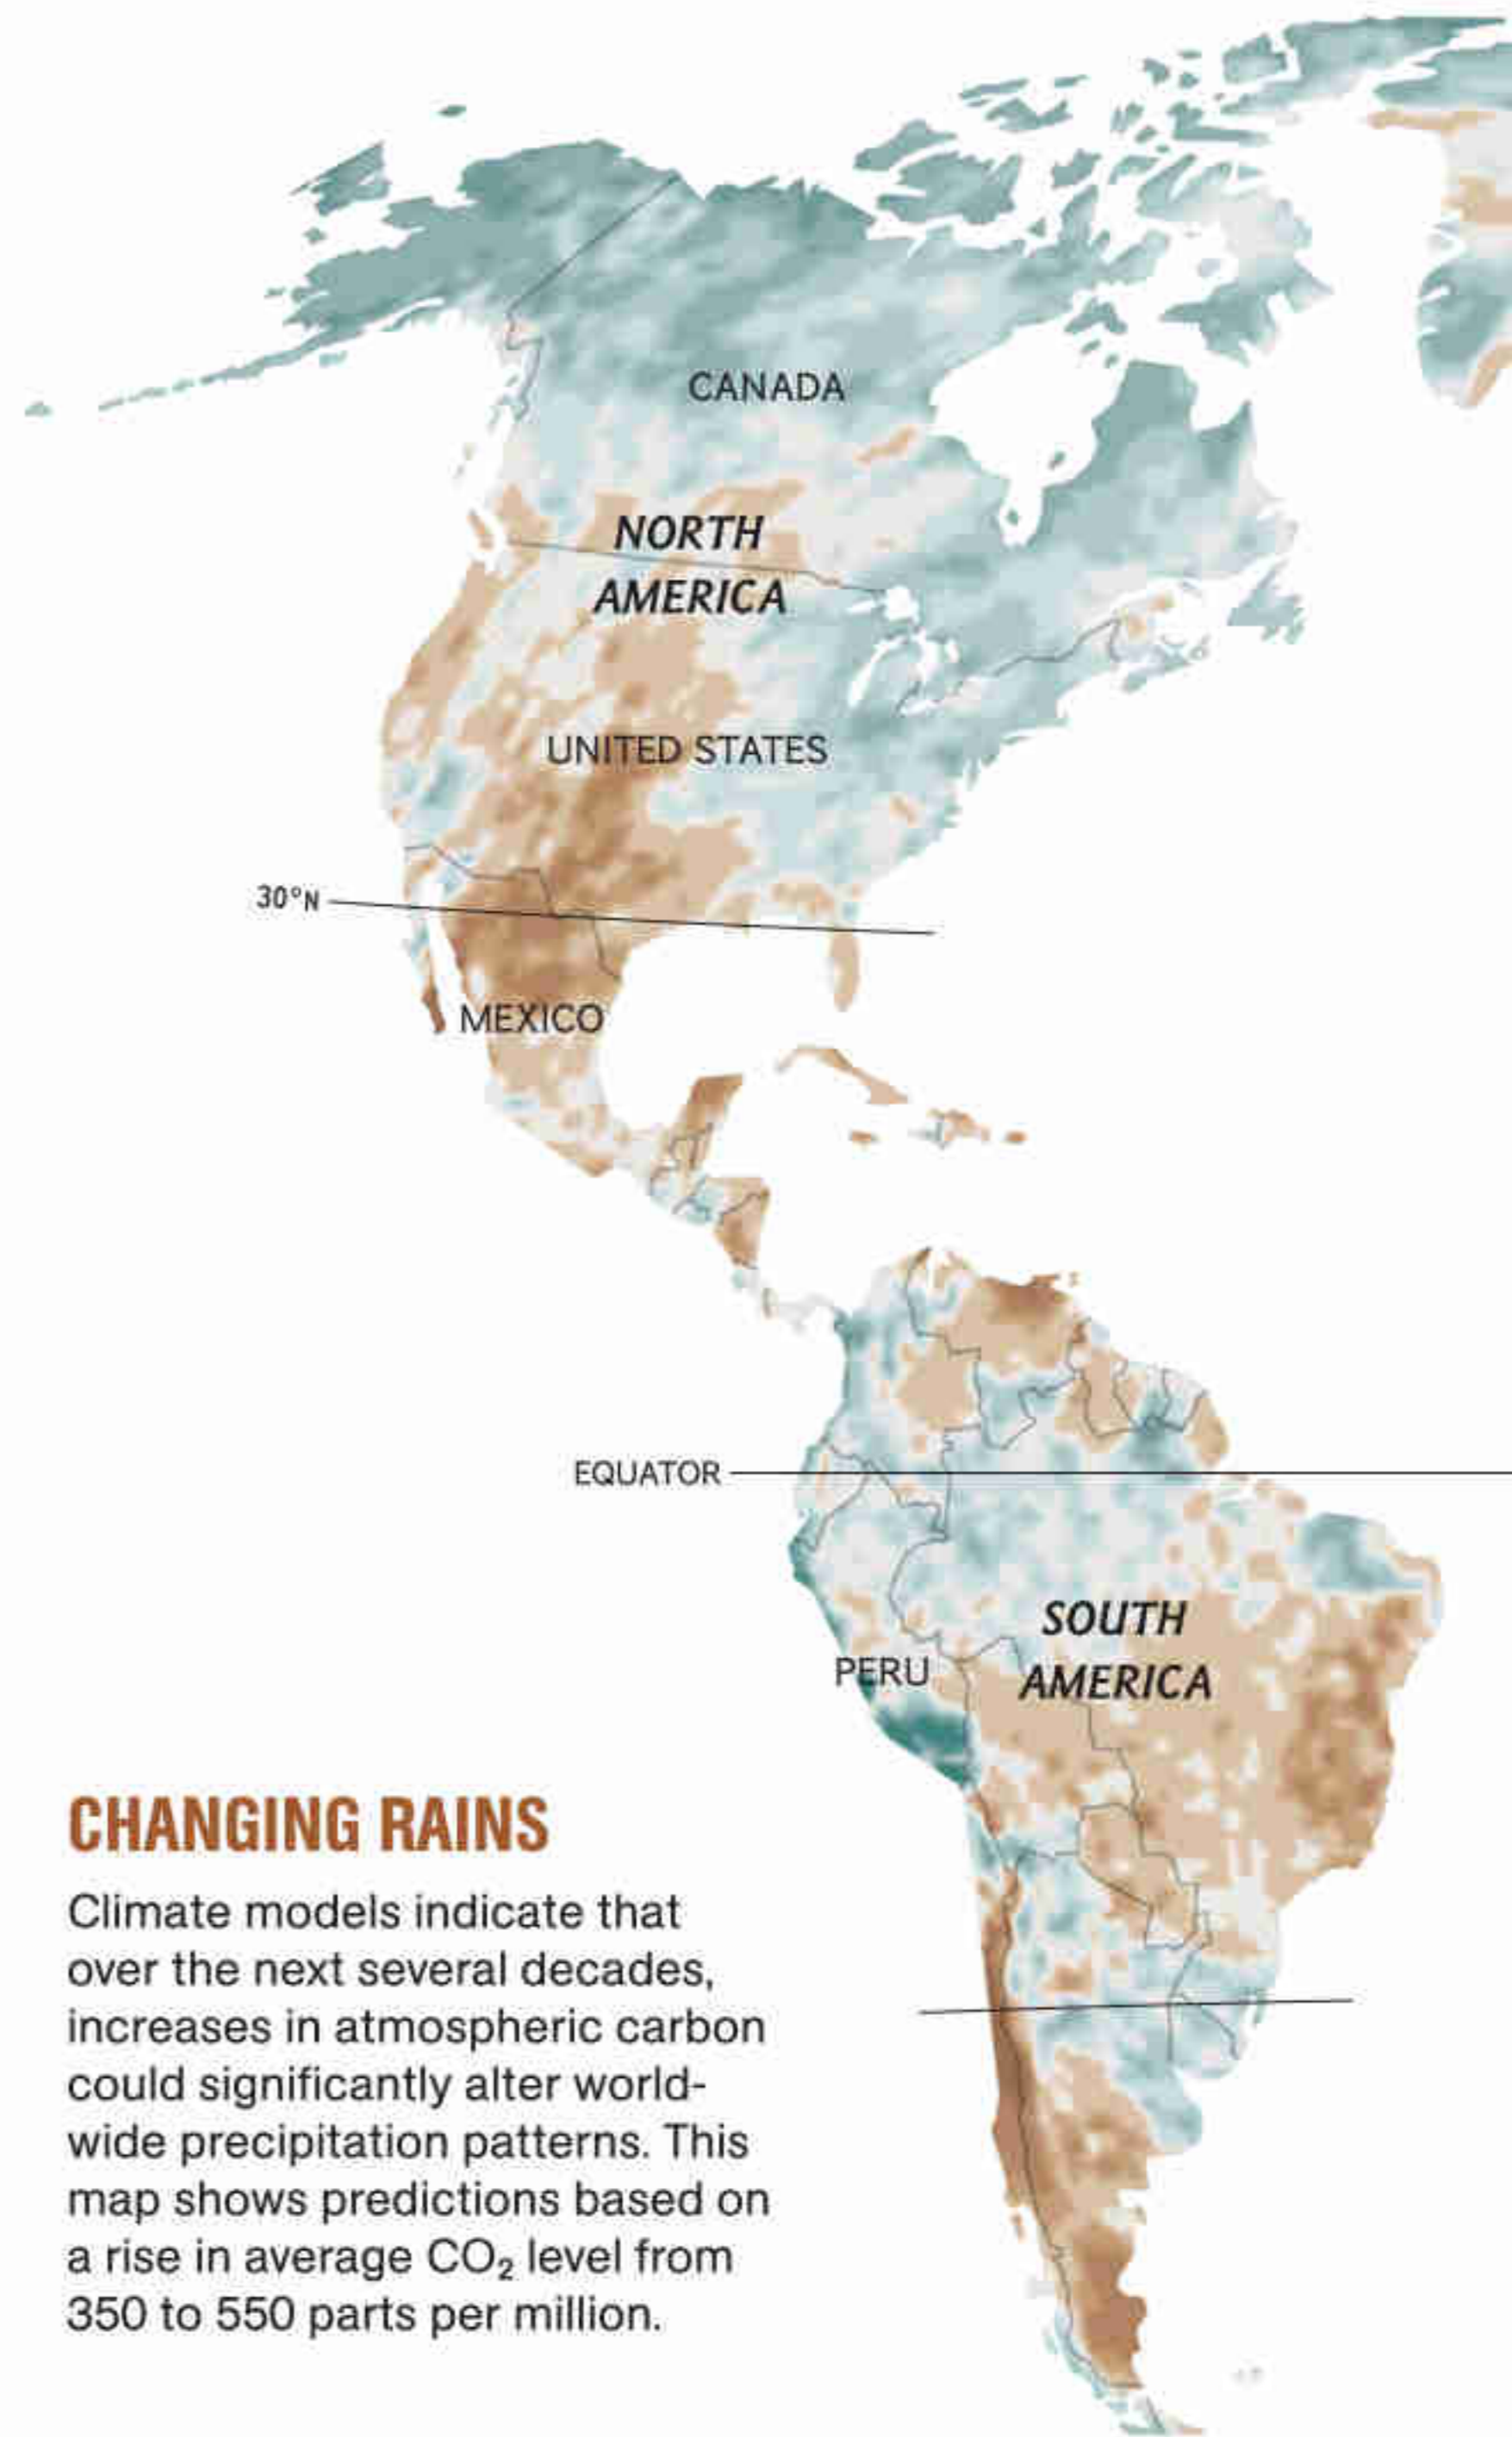 CANADA
NORTH
AMERICA
UNITED STATES
30°N
MEXICO
EQUATOR
SOUTH
AMERICA
PERU
CHANGING RAINS
Climate models indicate that
over the next several decades,
increases in atmospheric carbon
could significantly alter world-
wide precipitation patterns. This
map shows predictions based on
a rise in average CO₂ level from
350 to 550 parts per million.